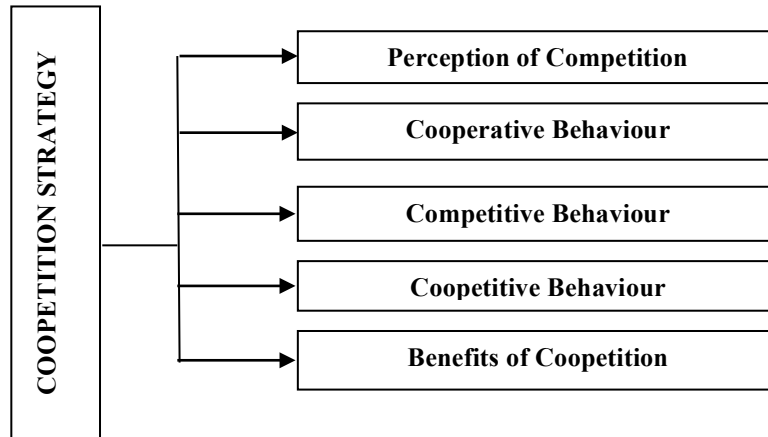 COOPETITION STRATEGY
Perception of Competition
Cooperative Behaviour
Competitive Behaviour
Coopetitive Behaviour
Benefits of Coopetition